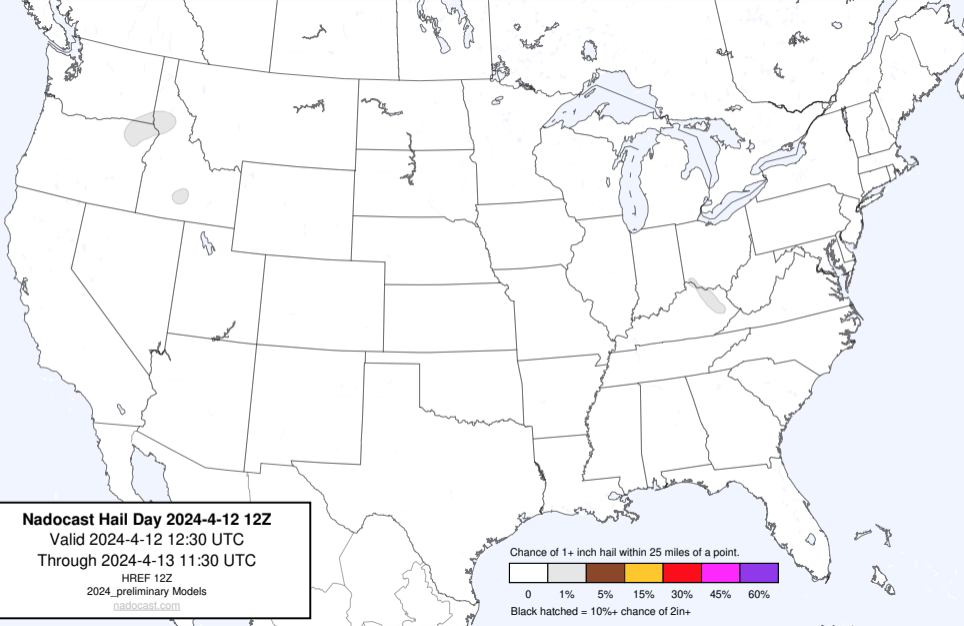 Nadocast Hail Day 2024-4-12 12Z
Valid 2024-4-12 12:30 UTC
Through 2024-4-13 11:30 UTC
HREF 12Z
2024_preliminary Models
nadocast.com
Chance of 1+ inch hail within 25 miles of a point.
0 1% 5% 15% 30% 45% 60%
Black hatched = 10%+ chance of 2in+